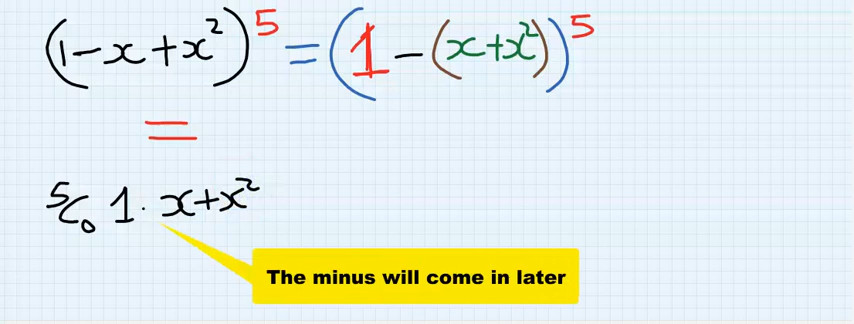 (1-x+x²)⁵ = (1-(x+x²))⁵
=
⁵C₀ 1 · x+x²
The minus will come in later